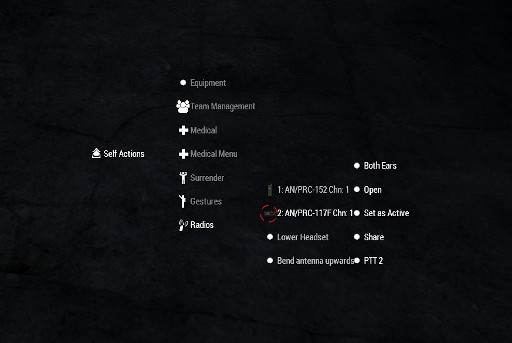 Equipment
Team Management
Medical
Self Actions
Medical Menu
Both Ears
Surrender
1: AN/PRC-152 Chn: 1
Open
Gestures
2: AN/PRC-117F Chn: 1
Set as Active
Radios
Lower Headset
Share
Bend antenna upwards
PTT 2